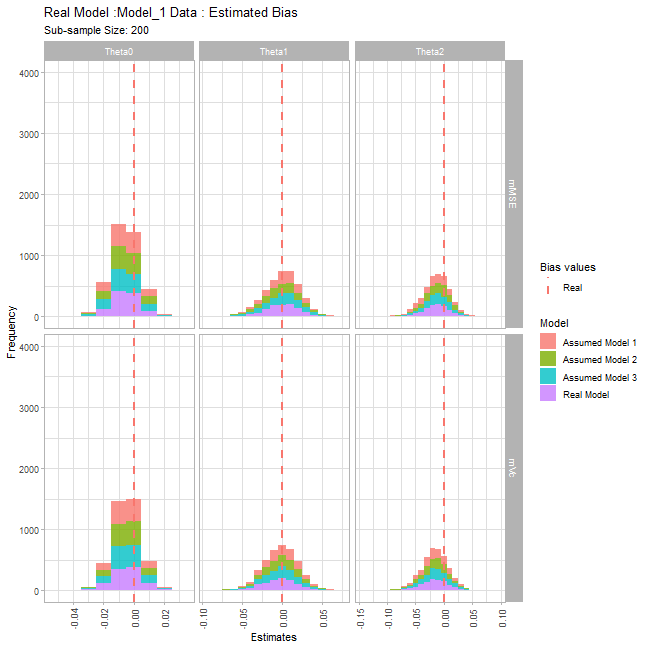 Real Model :Model_1 Data : Estimated Bias
Sub-sample Size: 200
Theta0 Theta1 Theta2
4000
3000
2000
1000
0
mMSE
4000
3000
2000
1000
0
mVc
Frequency
-0.04 -0.02 0.00 0.02 -0.10 -0.05 0.00 0.05 -0.15 -0.10 -0.05 0.00 0.05 0.10
Estimates
Bias values
Real
Model
Assumed Model 1
Assumed Model 2
Assumed Model 3
Real Model